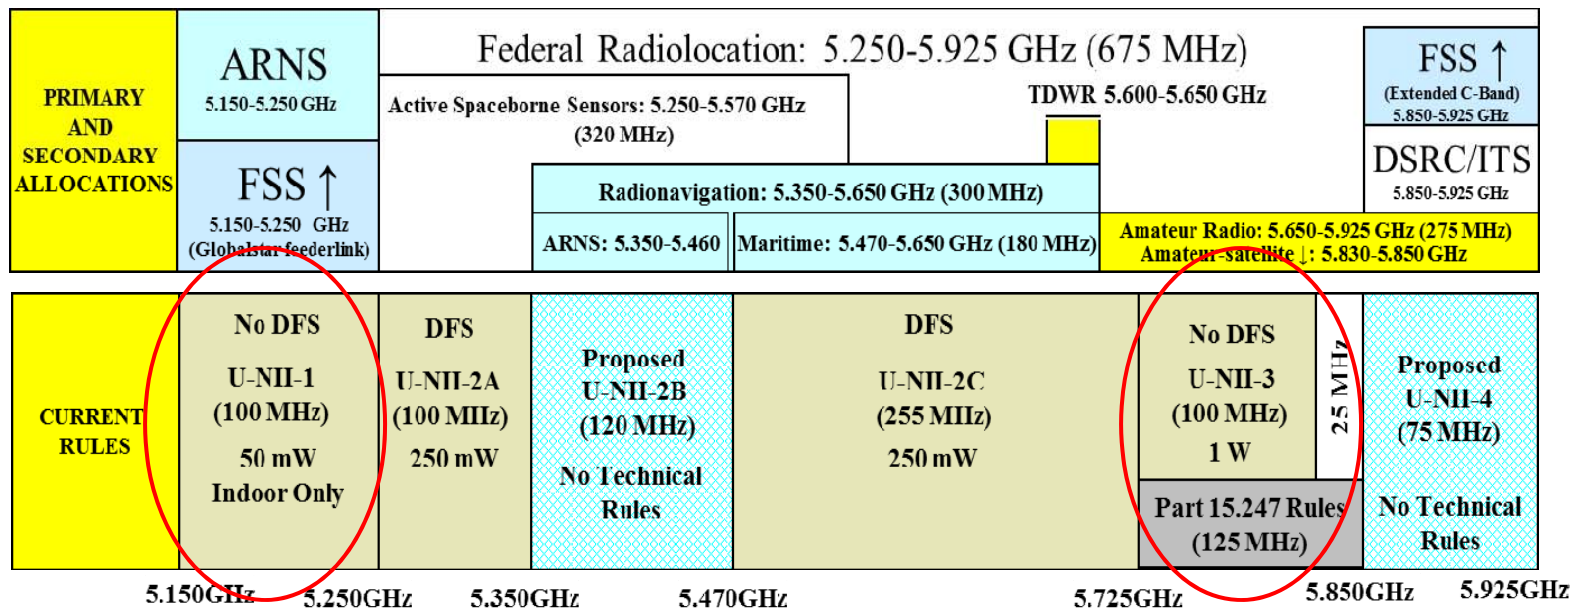 PRIMARY
AND
SECONDARY
ALLOCATIONS
ARNS
5.150-5.250 GHz
FSS ↑
5.150-5.250 GHz
(Globalstar feederlink)
Federal Radiolocation: 5.250-5.925 GHz (675 MHz)
Active Spaceborne Sensors: 5.250-5.570 GHz
(320 MHz)
TDWR 5.600-5.650 GHz
Radionavigation: 5.350-5.650 GHz (300 MHz)
ARNS: 5.350-5.460
Maritime: 5.470-5.650 GHz (180 MHz)
FSS ↑
(Extended C-Band)
5.850-5.925 GHz
DSRC/ITS
5.850-5.925 GHz
Amateur Radio: 5.650-5.925 GHz (275 MHz)
Amateur-satellite ↓: 5.830-5.850 GHz
CURRENT
RULES
No DFS
U-NII-1
(100 MHz)
50 mW
Indoor Only
DFS
U-NII-2A
(100 MHz)
250 mW
Proposed
U-NII-2B
(120 MHz)
No Technical
Rules
DFS
U-NII-2C
(255 MHz)
250 mW
No DFS
U-NII-3
(100 MHz)
1 W
25 MHz
Part 15.247 Rules
(125 MHz)
Proposed
U-NII-4
(75 MHz)
No Technical
Rules
5.150GHz
5.250GHz
5.350GHz
5.470GHz
5.725GHz
5.850GHz
5.925GHz